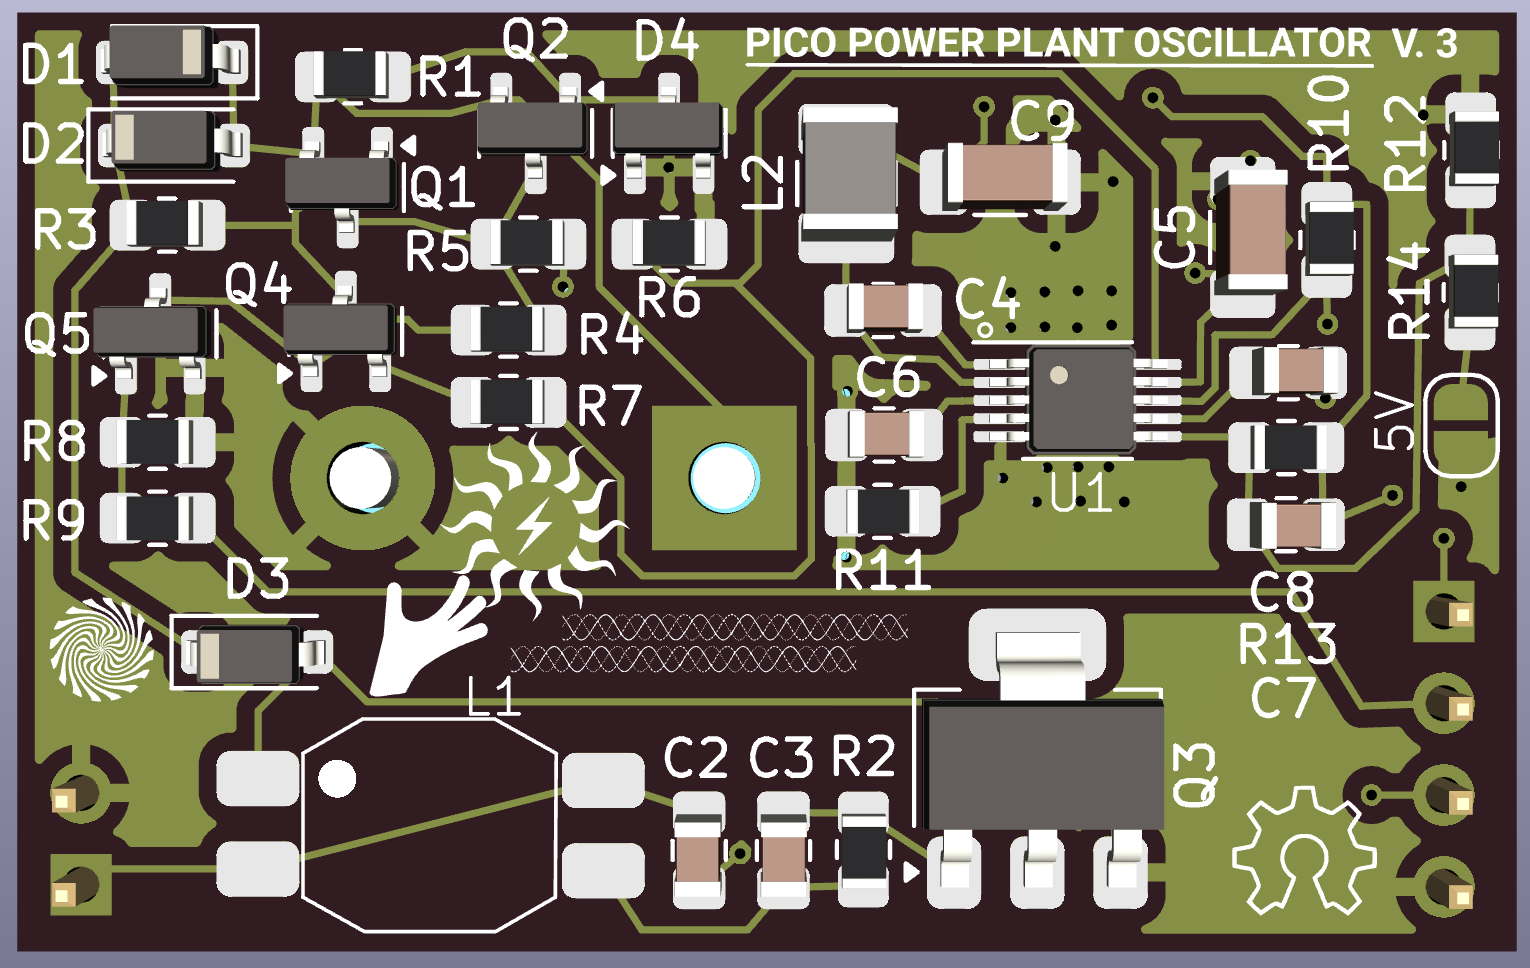 PICO POWER PLANT OSCILLATOR V. 3
D1
R1
Q2
D4
D2
Q1
L2
C9
R10
R12
R3
R5
R6
C5
R14
Q4
C4
Q5
R4
C6
R7
5V
R8
U1
R9
R11
D3
C8
R13
C7
L1
C2
C3
R2
Q3